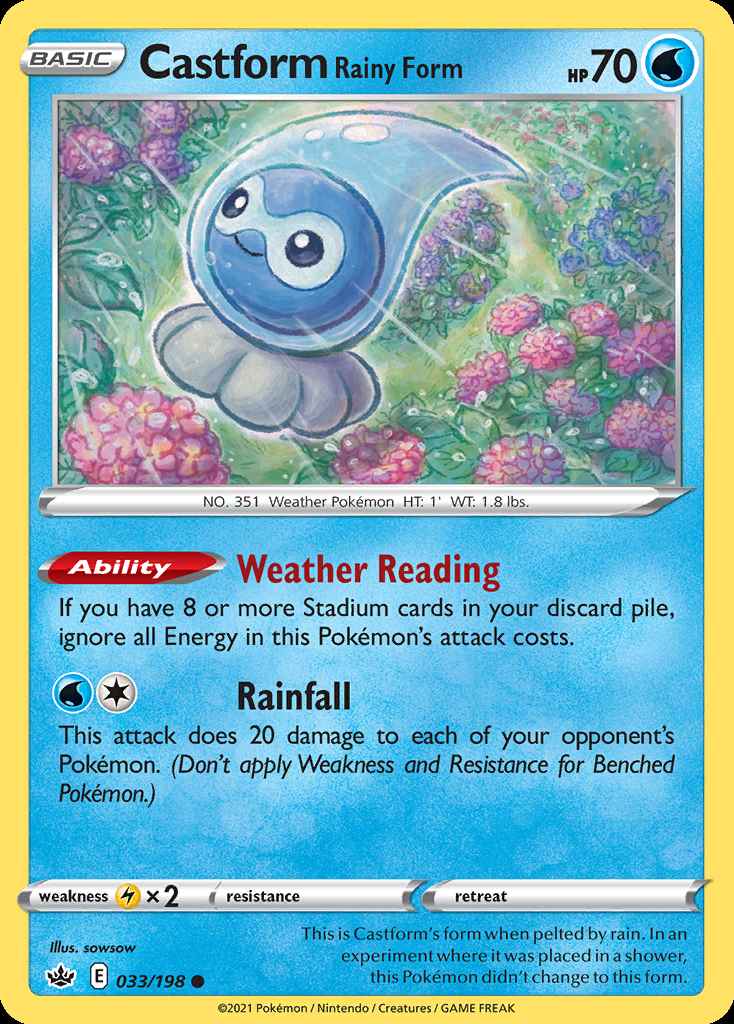 BASIC
Castform Rainy Form
HP 70
NO. 351 Weather Pokémon HT: 1' WT: 1.8 lbs.
Ability Weather Reading
If you have 8 or more Stadium cards in your discard pile,
ignore all Energy in this Pokémon's attack costs.
Rainfall
This attack does 20 damage to each of your opponent's
Pokémon. (Don't apply Weakness and Resistance for Benched
Pokémon.)
weakness ×2 resistance retreat
Illus. sowsow
This is Castform's form when pelted by rain. In an
experiment where it was placed in a shower,
this Pokémon didn't change to this form.
E 033/198
©2021 Pokémon / Nintendo / Creatures / GAME FREAK